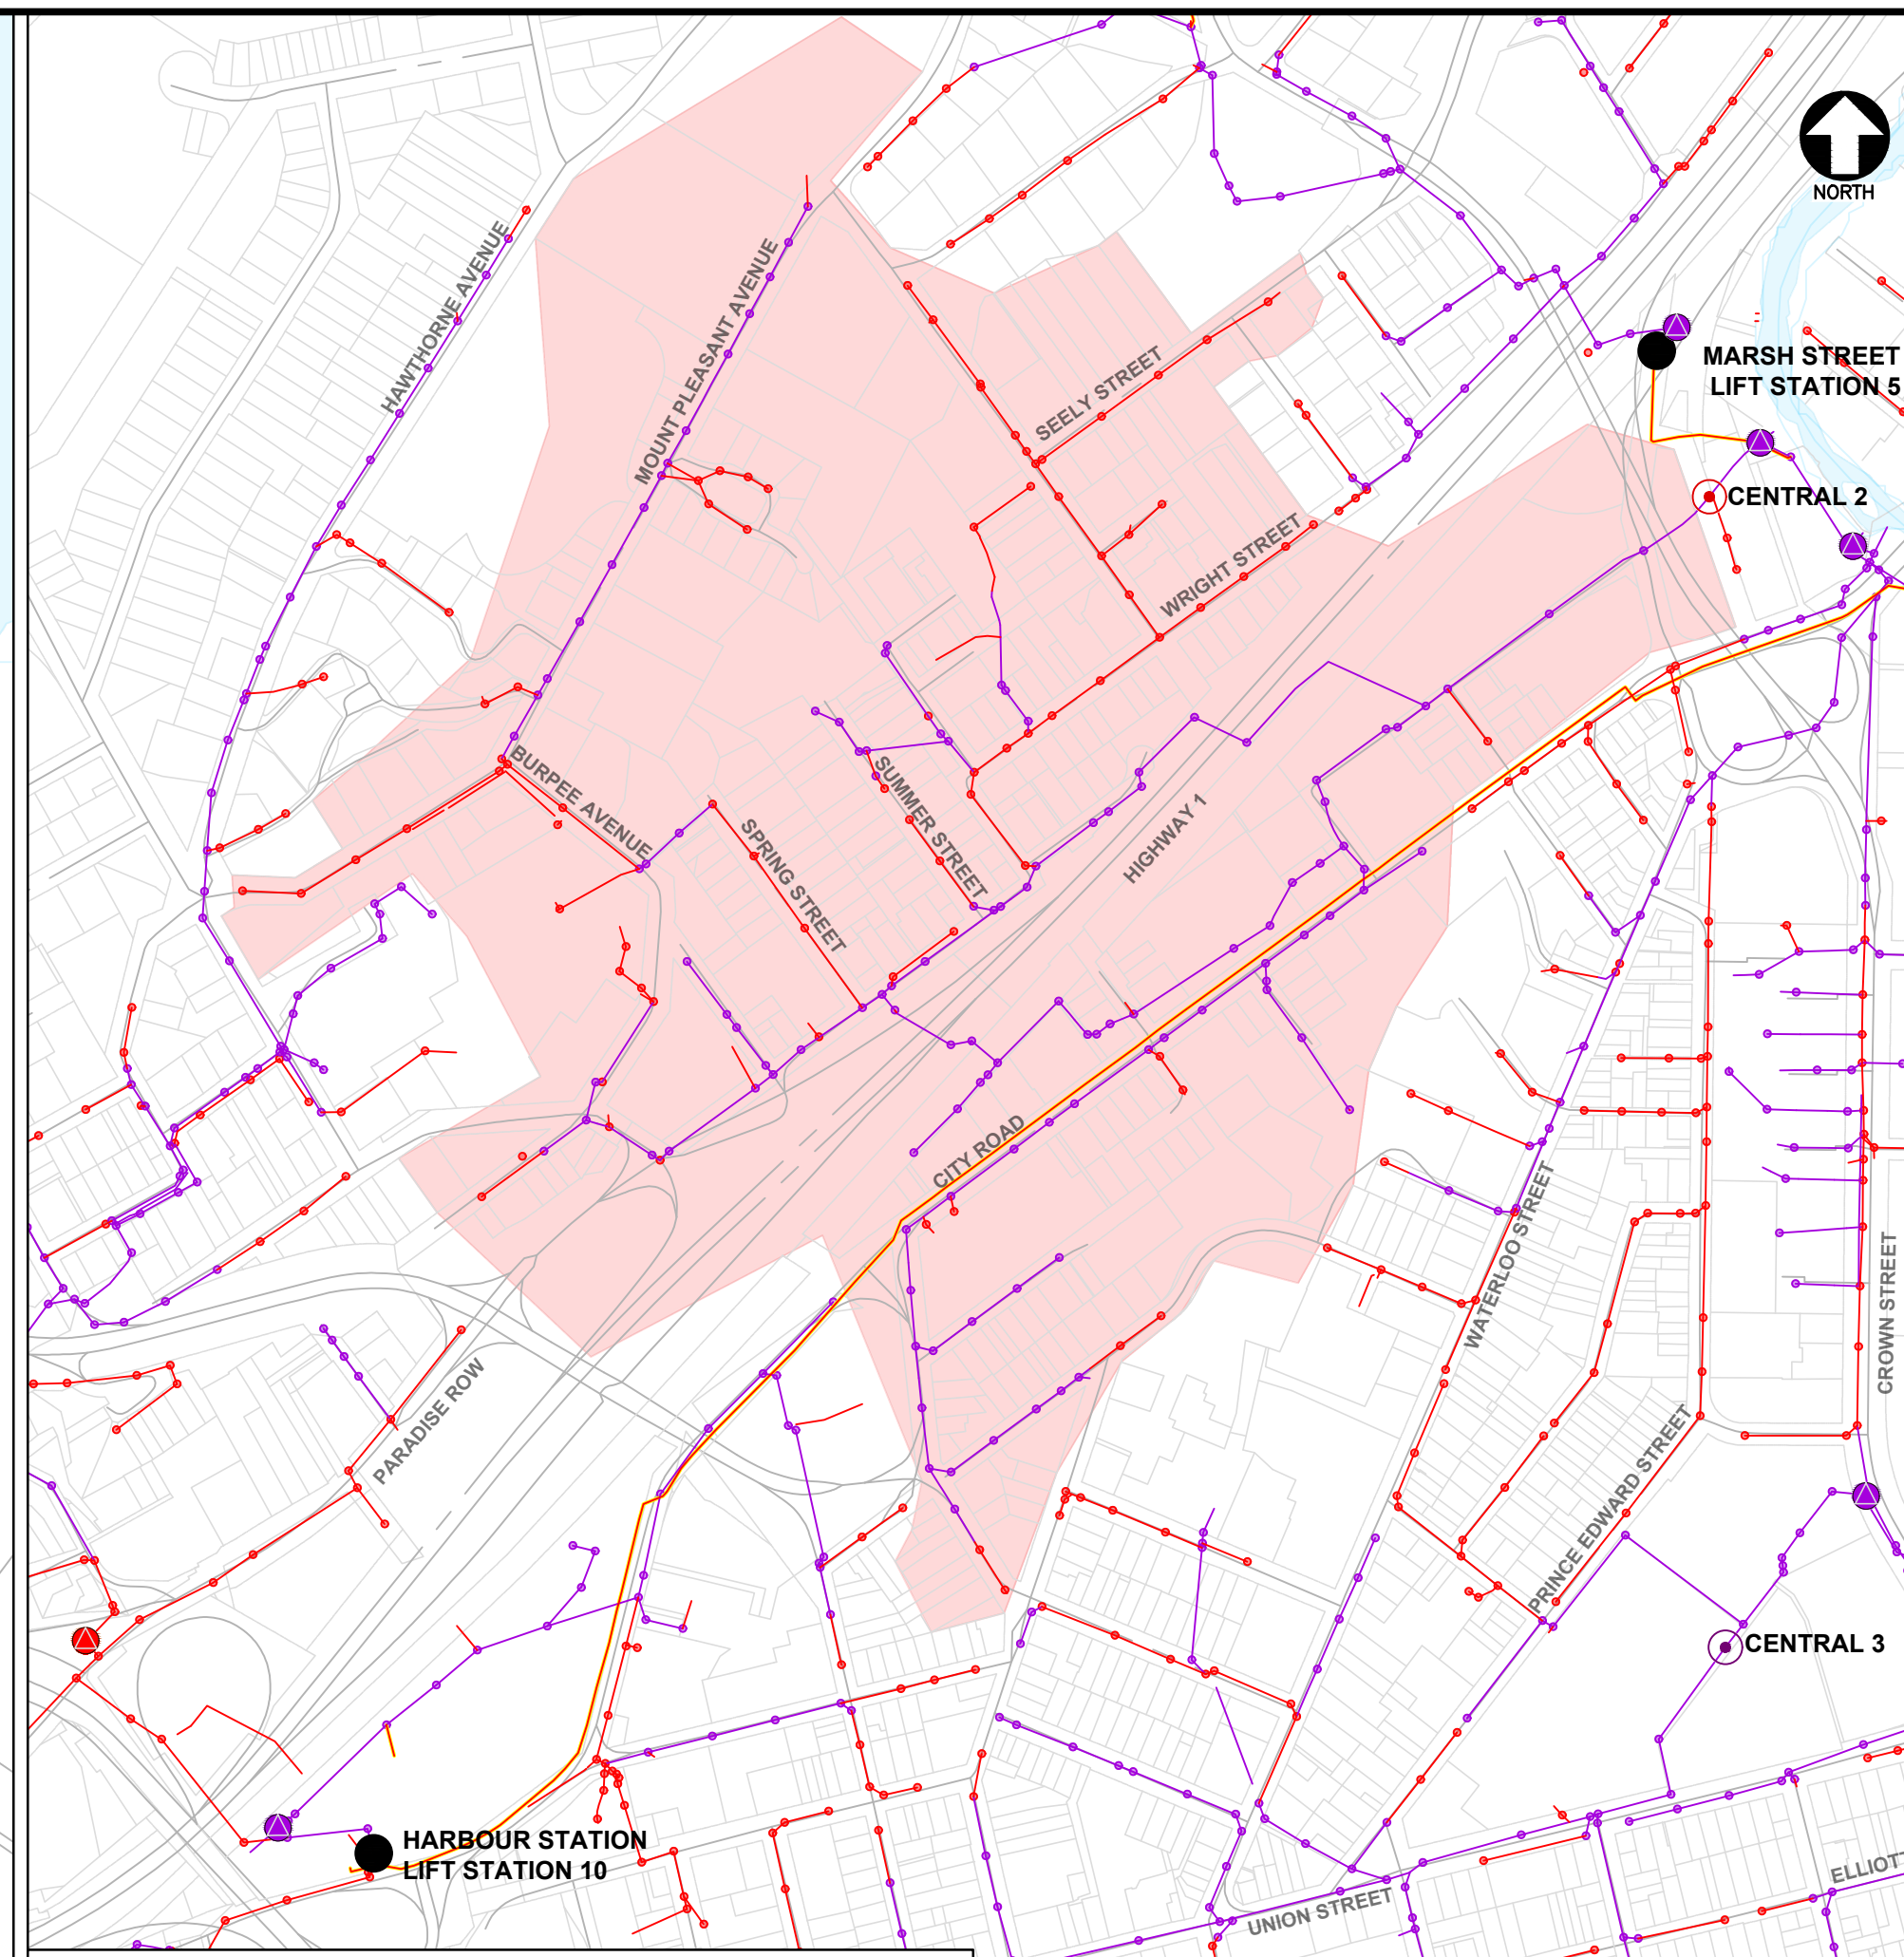 NORTH
HAWTHORNE AVENUE
MOUNT PLEASANT AVENUE
SEELY STREET
MARSH STREET
LIFT STATION 5
CENTRAL 2
WRIGHT STREET
BURPEE AVENUE
SUMMER STREET
SPRING STREET
HIGHWAY 1
CITY ROAD
WATERLOO STREET
CROWN STREET
PARADISE ROW
PRINCE EDWARD STREET
CENTRAL 3
HARBOUR STATION
LIFT STATION 10
UNION STREET
ELLIOTT